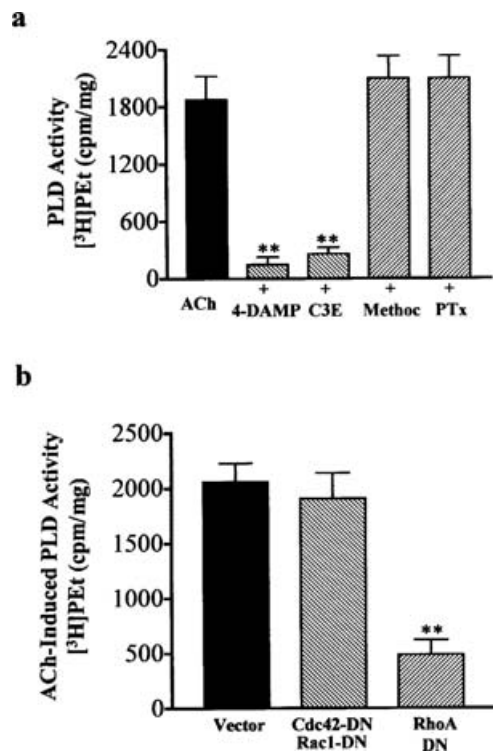 a
PLD Activity
[³H]PEt (cpm/mg)
2400
1800
1200
600
0
** **
+ + + +
ACh 4-DAMP C3E Methoc PTx
b
ACh-Induced PLD Activity
[³H]PEt (cpm/mg)
2500
2000
1500
1000
500
0
**
Vector Cdc42-DN RhoA
Rac1-DN DN